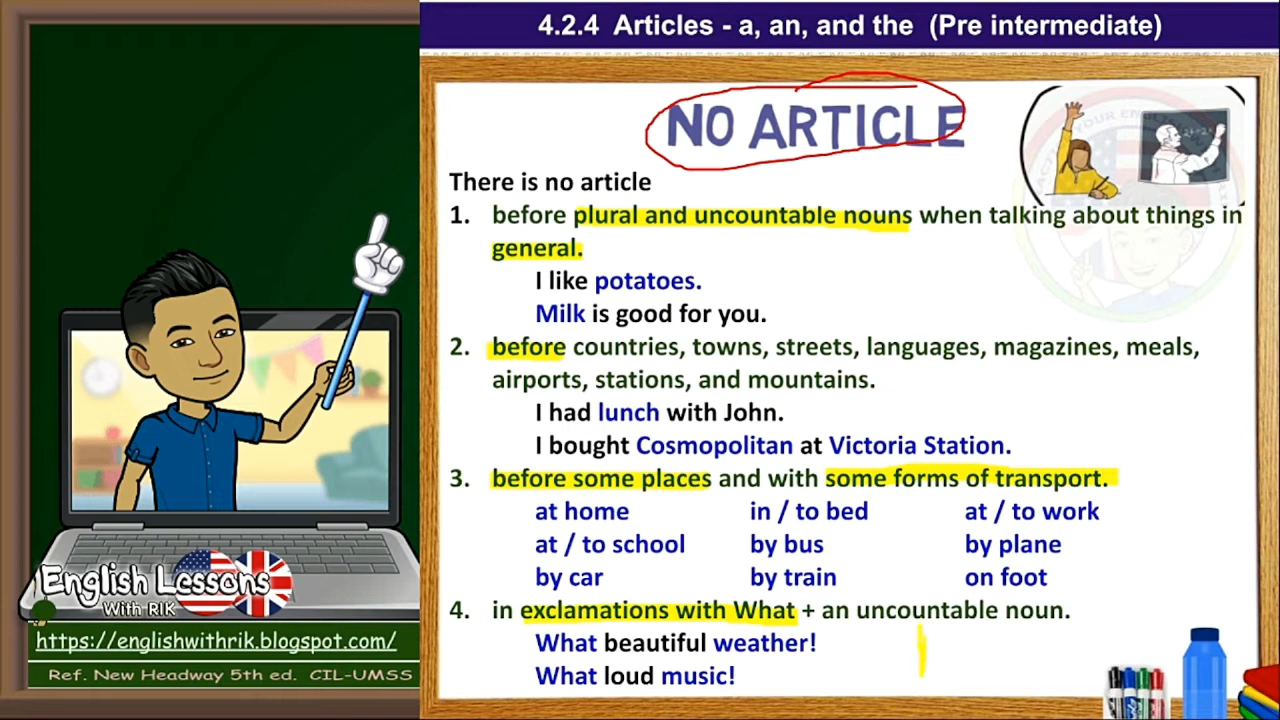 4.2.4 Articles - a, an, and the (Pre intermediate)
NO ARTICLE
There is no article
1. before plural and uncountable nouns when talking about things in
general.
I like potatoes.
Milk is good for you.
2. before countries, towns, streets, languages, magazines, meals,
airports, stations, and mountains.
I had lunch with John.
I bought Cosmopolitan at Victoria Station.
3. before some places and with some forms of transport.
at home in / to bed at / to work
at / to school by bus by plane
by car by train on foot
4. in exclamations with What + an uncountable noun.
What beautiful weather!
What loud music!
English Lessons
With RIK
https://englishwithrik.blogspot.com/
Ref. New Headway 5th ed. CIL-UMSS